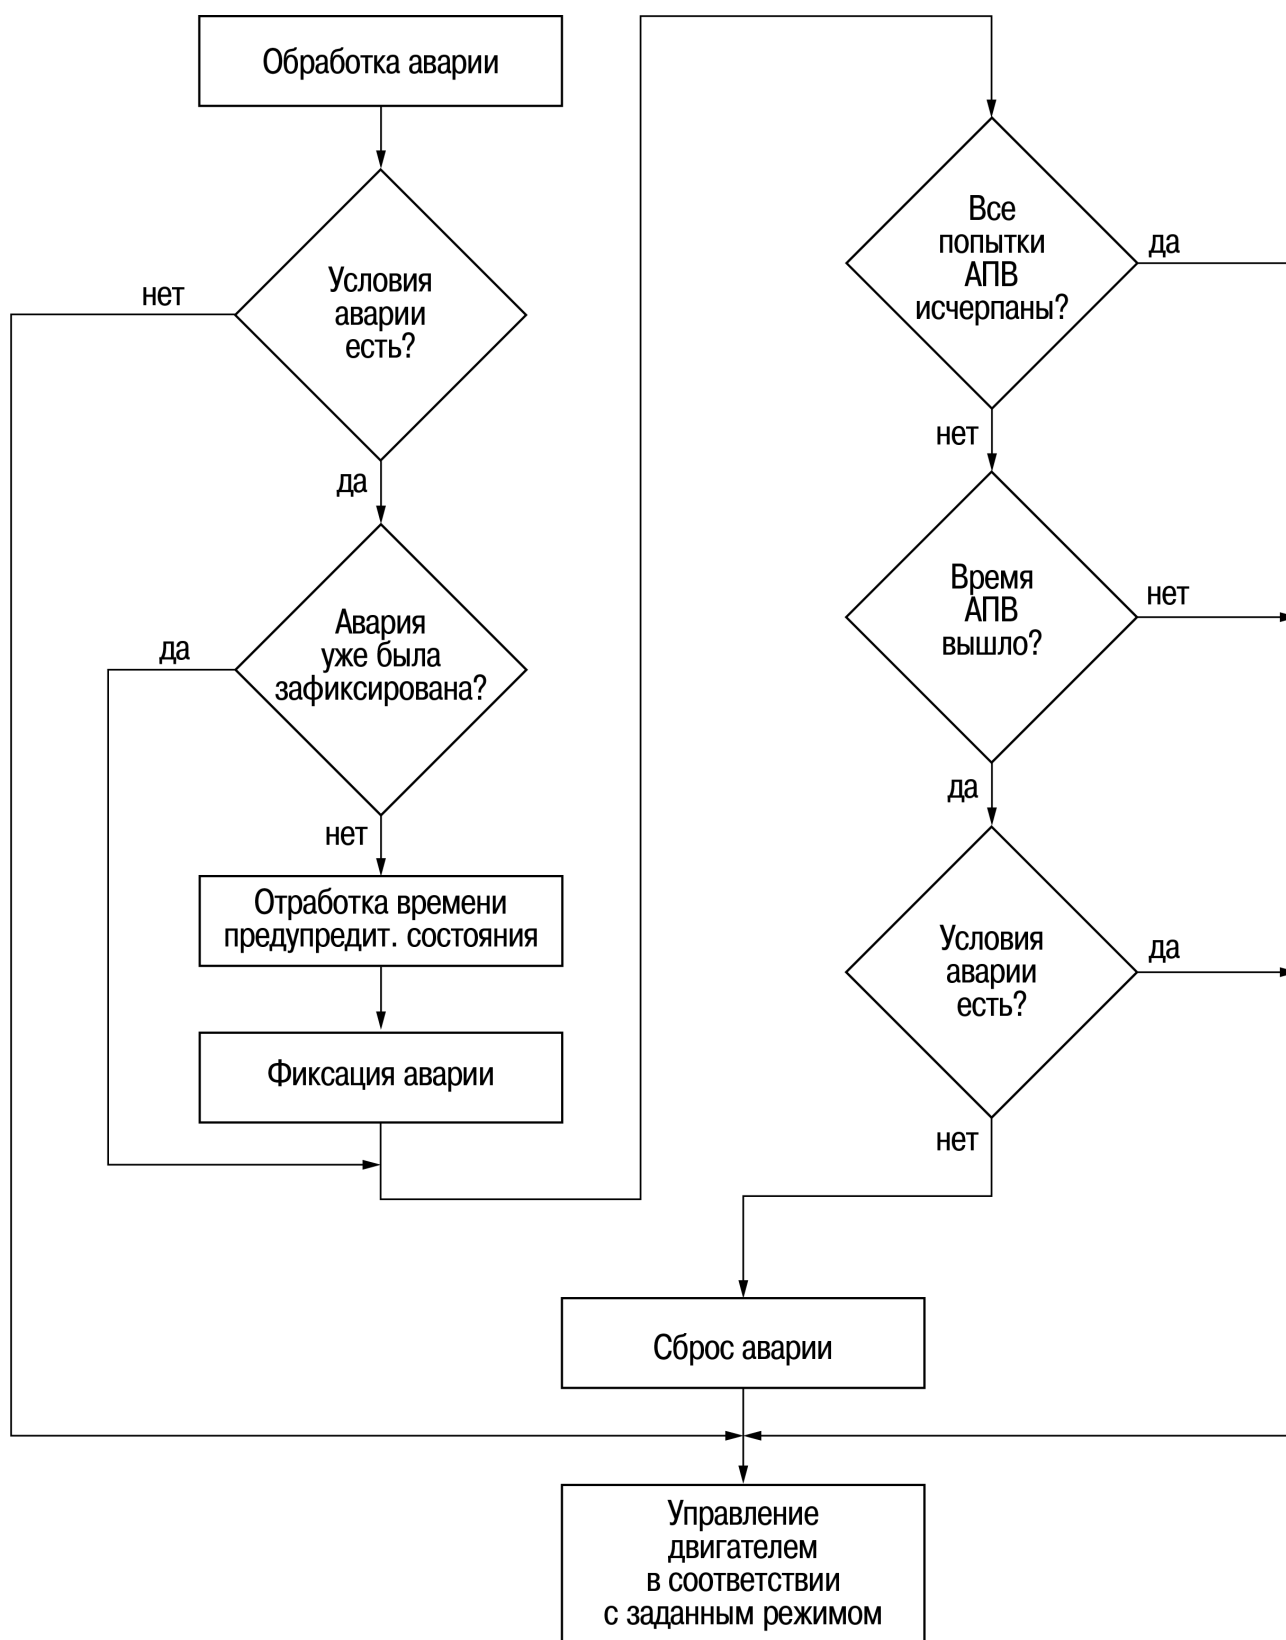 Обработка аварии
Условия
аварии
есть?
нет
да
Авария
уже была
зафиксирована?
да
нет
Отработка времени
предупредит. состояния
Фиксация аварии
Все
попытки
АПВ
исчерпаны?
да
нет
Время
АПВ
вышло?
нет
да
Условия
аварии
есть?
да
нет
Сброс аварии
Управление
двигателем
в соответствии
с заданным режимом